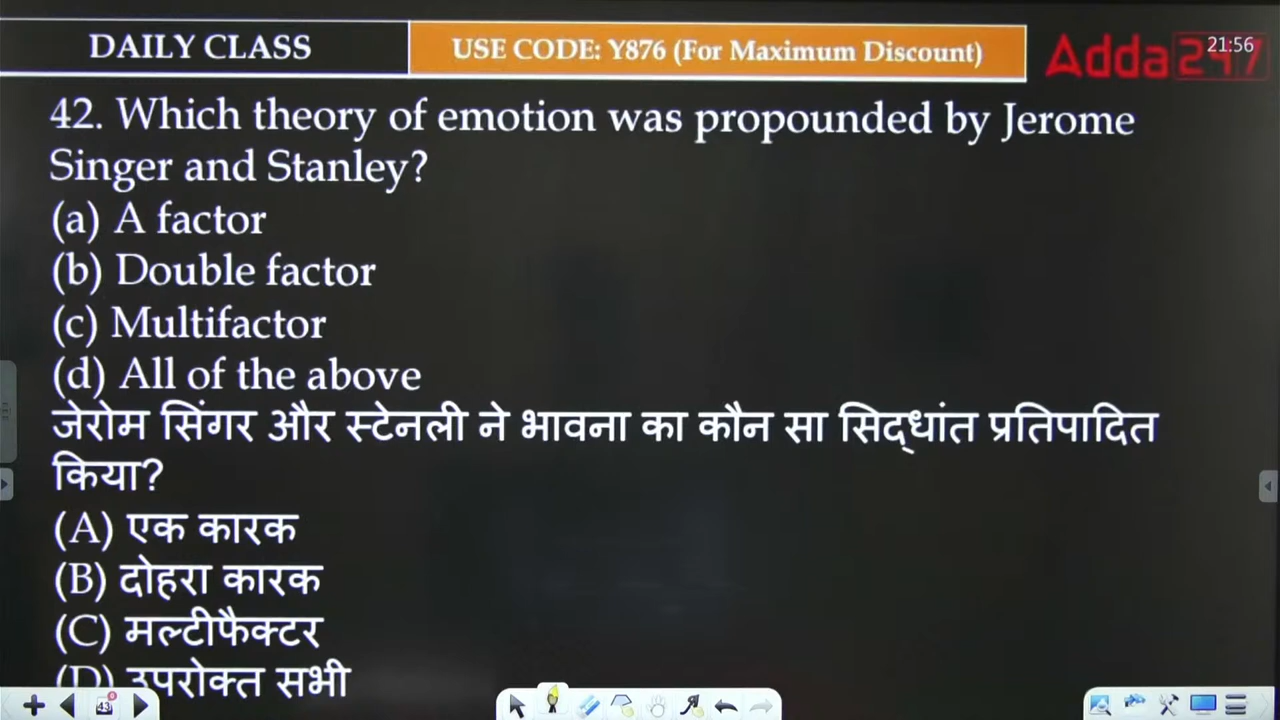 DAILY CLASS
USE CODE: Y876 (For Maximum Discount)
Adda247
21:56
42. Which theory of emotion was propounded by Jerome
Singer and Stanley?
(a) A factor
(b) Double factor
(c) Multifactor
(d) All of the above
जेरोम सिंगर और स्टेनली ने भावना का कौन सा सिद्धांत प्रतिपादित
किया?
(A) एक कारक
(B) दोहरा कारक
(C) मल्टीफैक्टर
(D) उपरोक्त सभी
43